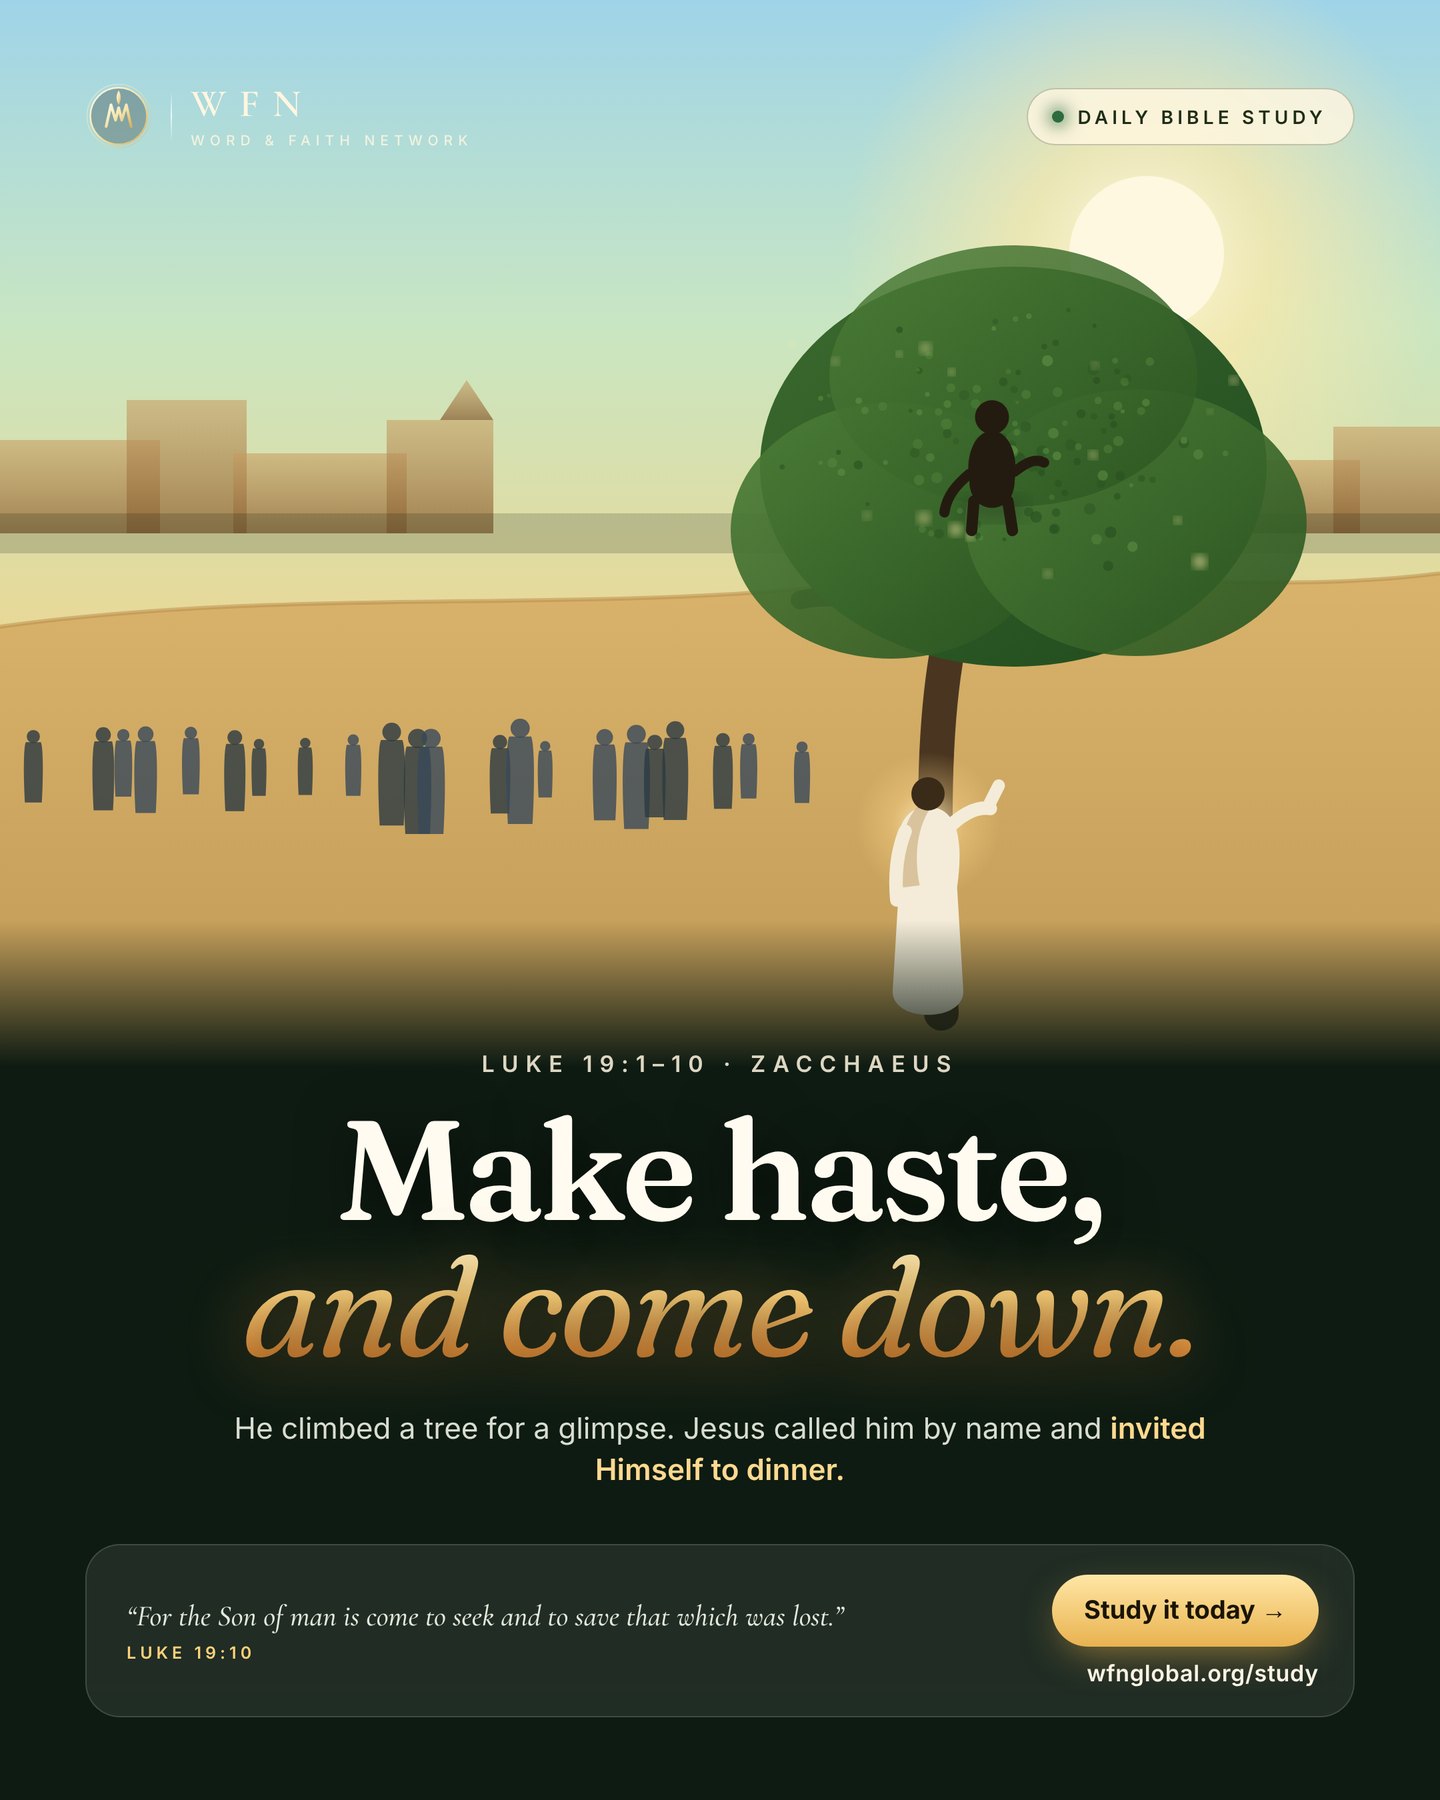 WFN
WORD & FAITH NETWORK
DAILY BIBLE STUDY
LUKE 19:1–10 · ZACCHAEUS
Make haste,
and come down.
He climbed a tree for a glimpse. Jesus called him by name and invited
Himself to dinner.
“For the Son of man is come to seek and to save that which was lost.”
LUKE 19:10
Study it today →
wfnglobal.org/study